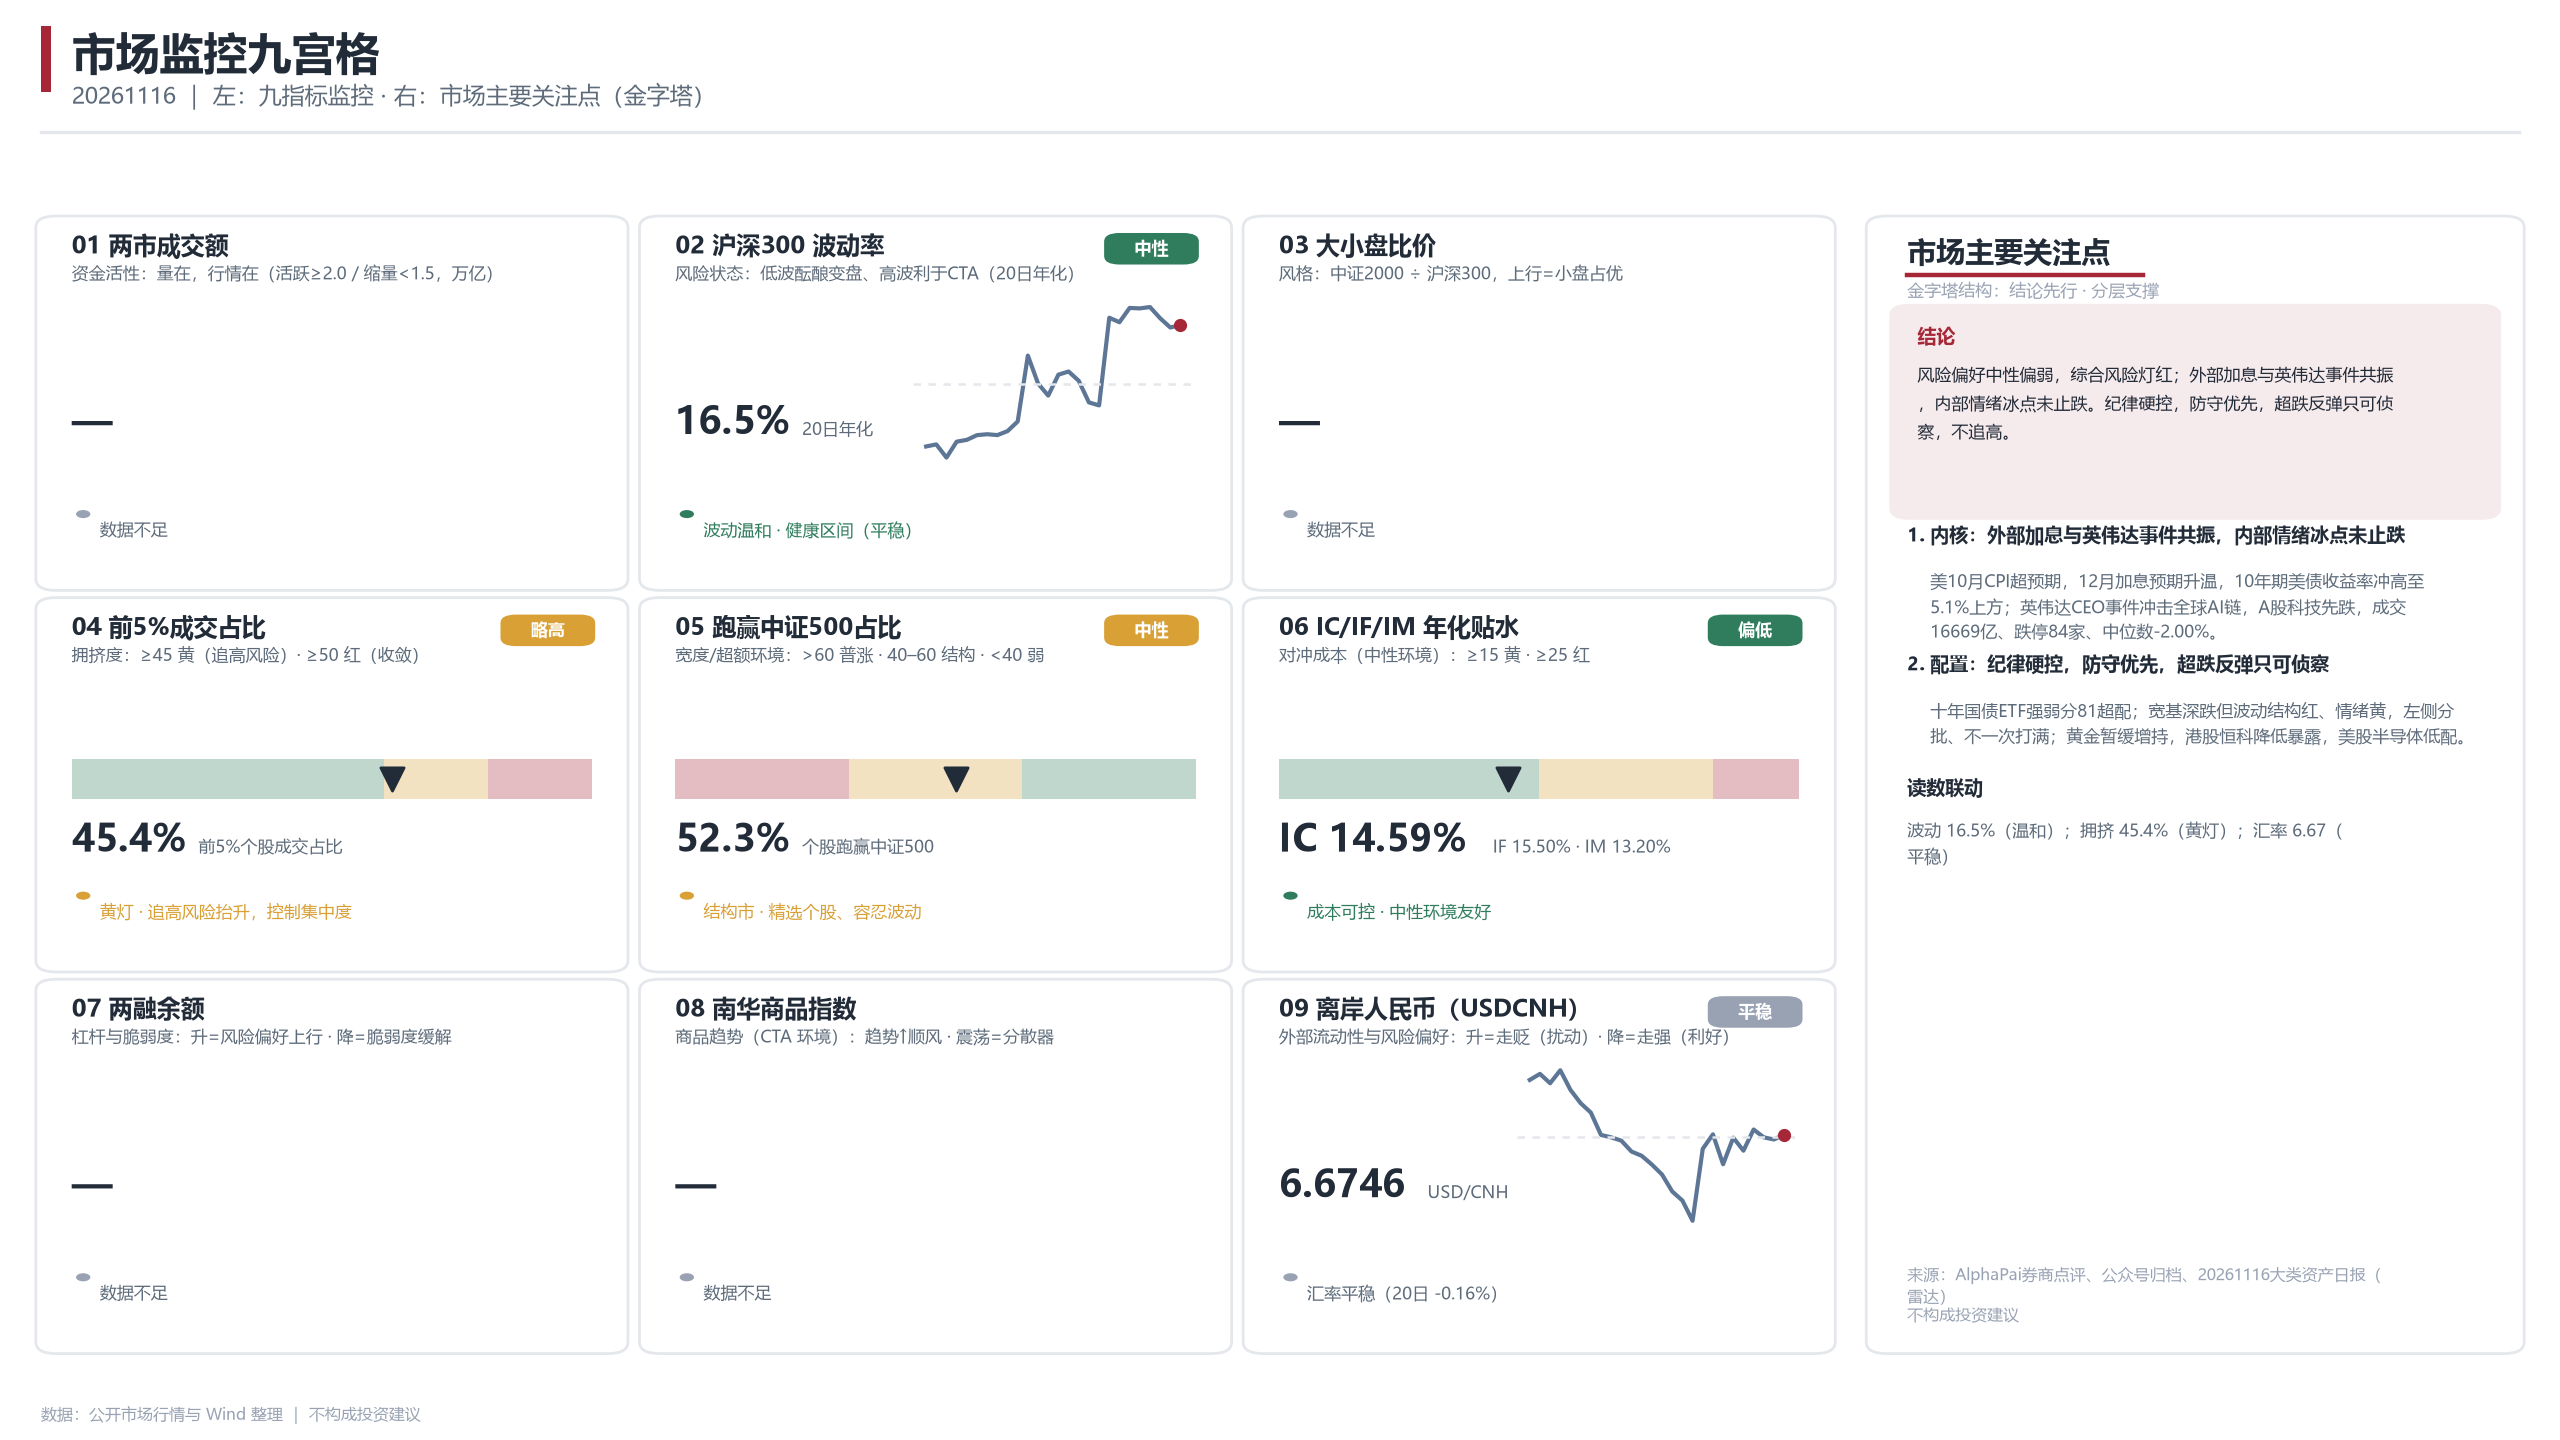 市场监控九宫格
20261116 | 左：九指标监控 · 右：市场主要关注点（金字塔）
01 两市成交额
资金活性：量在，行情在（活跃≥2.0 / 缩量<1.5，万亿）
—
数据不足
02 沪深300 波动率
中性
风险状态：低波酝酿变盘、高波利于CTA（20日年化）
16.5% 20日年化
波动温和 · 健康区间（平稳）
03 大小盘比价
风格：中证2000 ÷ 沪深300，上行=小盘占优
—
数据不足
04 前5%成交占比
略高
拥挤度：≥45 黄（追高风险）· ≥50 红（收敛）
45.4% 前5%个股成交占比
黄灯 · 追高风险抬升，控制集中度
05 跑赢中证500占比
中性
宽度/超额环境：>60 普涨 · 40–60 结构 · <40 弱
52.3% 个股跑赢中证500
结构市 · 精选个股、容忍波动
06 IC/IF/IM 年化贴水
偏低
对冲成本（中性环境）：≥15 黄 · ≥25 红
IC 14.59% IF 15.50% · IM 13.20%
成本可控 · 中性环境友好
07 两融余额
杠杆与脆弱度：升=风险偏好上行 · 降=脆弱度缓解
—
数据不足
08 南华商品指数
商品趋势（CTA 环境）：趋势↑顺风 · 震荡=分散器
—
数据不足
09 离岸人民币（USDCNH）
平稳
外部流动性与风险偏好：升=走贬（扰动）· 降=走强（利好）
6.6746 USD/CNH
汇率平稳（20日 -0.16%）
市场主要关注点
金字塔结构：结论先行 · 分层支撑
结论
风险偏好中性偏弱，综合风险灯红；外部加息与英伟达事件共振
，内部情绪冰点未止跌。纪律硬控，防守优先，超跌反弹只可侦
察，不追高。
1. 内核：外部加息与英伟达事件共振，内部情绪冰点未止跌
美10月CPI超预期，12月加息预期升温，10年期美债收益率冲高至
5.1%上方；英伟达CEO事件冲击全球AI链，A股科技先跌，成交
16669亿、跌停84家、中位数-2.00%。
2. 配置：纪律硬控，防守优先，超跌反弹只可侦察
十年国债ETF强弱分81超配；宽基深跌但波动结构红、情绪黄，左侧分
批、不一次打满；黄金暂缓增持，港股恒科降低暴露，美股半导体低配。
读数联动
波动 16.5%（温和）；拥挤 45.4%（黄灯）；汇率 6.67（
平稳）
来源：AlphaPai券商点评、公众号归档、20261116大类资产日报（
雷达）
不构成投资建议
数据：公开市场行情与 Wind 整理 | 不构成投资建议